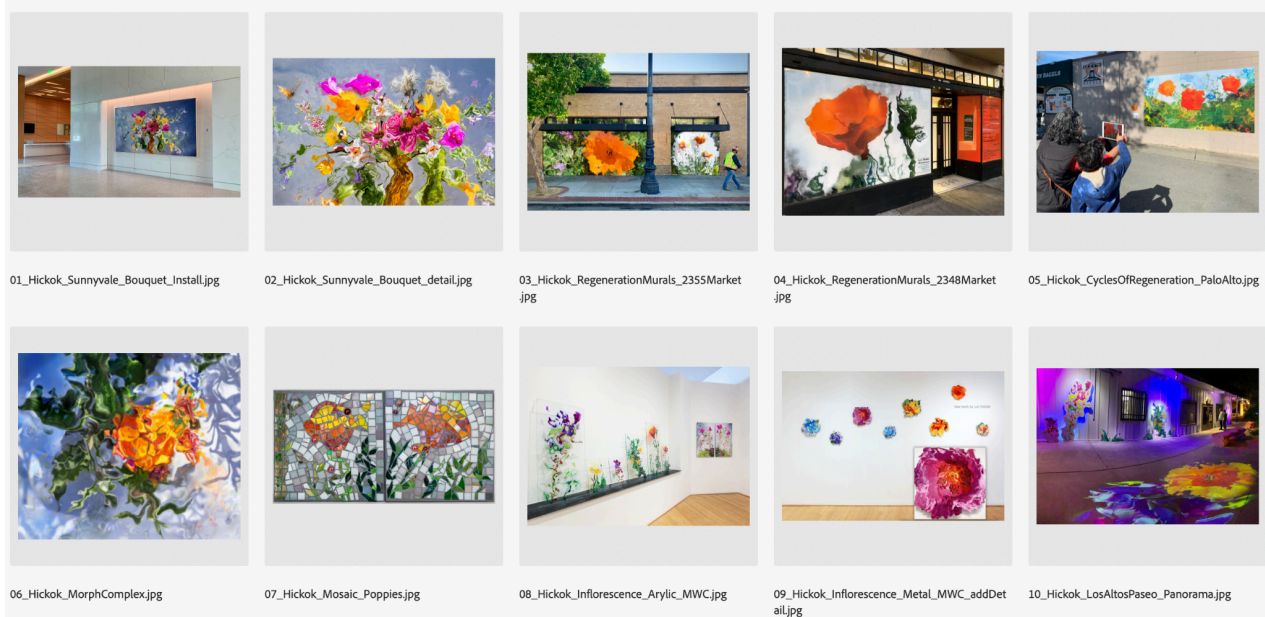 01_Hickok_Sunnyvale_Bouquet_Install.jpg
02_Hickok_Sunnyvale_Bouquet_detail.jpg
03_Hickok_RegenerationMurals_2355Market
.jpg
04_Hickok_RegenerationMurals_2348Market
.jpg
05_Hickok_CyclesOfRegeneration_PaloAlto.jpg
06_Hickok_MorphComplex.jpg
07_Hickok_Mosaic_Poppies.jpg
08_Hickok_Inflorescence_Arylic_MWC.jpg
09_Hickok_Inflorescence_Metal_MWC_addDet
ail.jpg
10_Hickok_LosAltosPaseo_Panorama.jpg